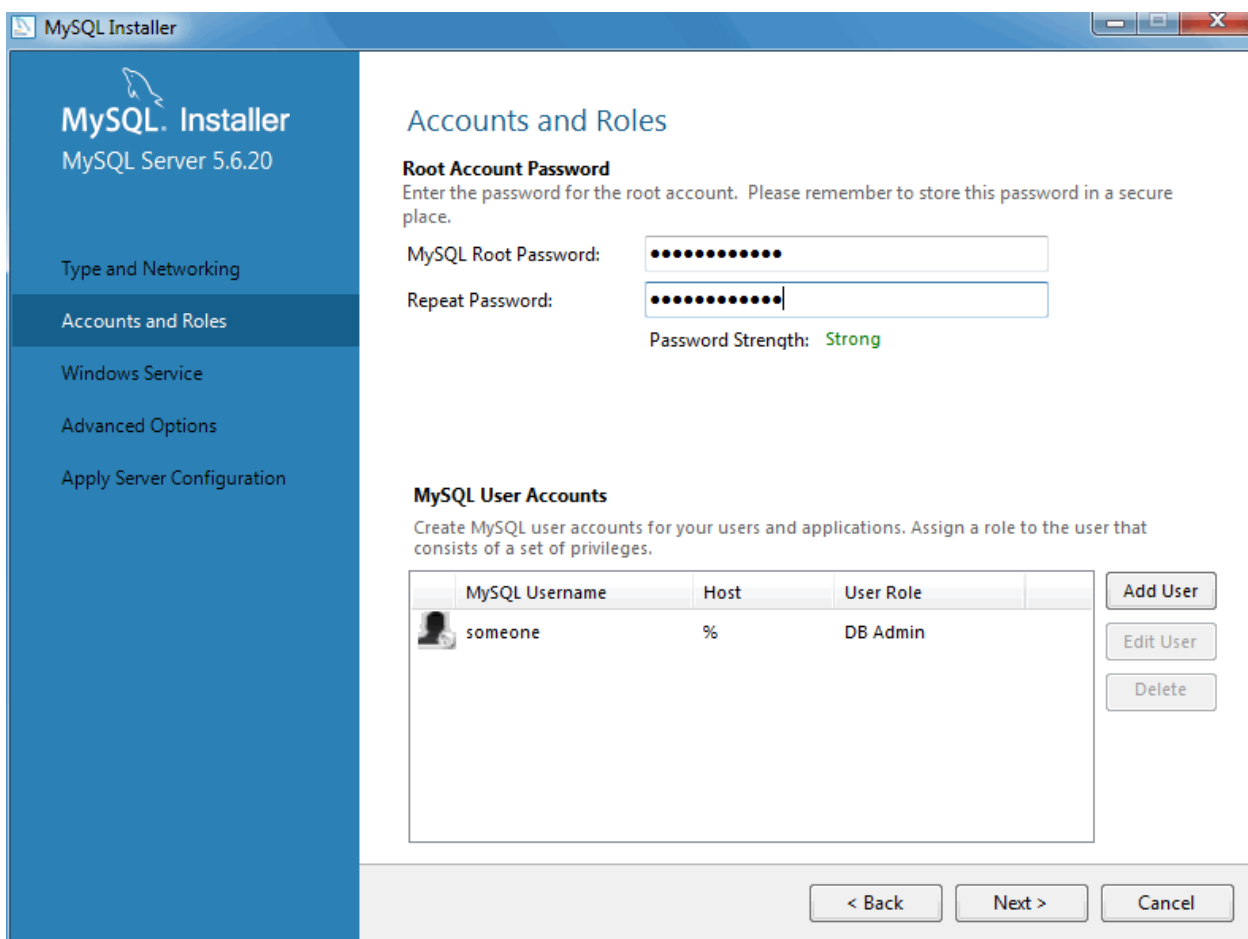 MySQL Installer
MySQL. Installer
MySQL Server 5.6.20
Type and Networking
Accounts and Roles
Windows Service
Advanced Options
Apply Server Configuration
Accounts and Roles
Root Account Password
Enter the password for the root account. Please remember to store this password in a secure
place.
MySQL Root Password: ●●●●●●●●●●●●
Repeat Password: ●●●●●●●●●●●●
Password Strength: Strong
MySQL User Accounts
Create MySQL user accounts for your users and applications. Assign a role to the user that
consists of a set of privileges.
MySQL Username Host User Role
someone % DB Admin
Add User
Edit User
Delete
< Back Next > Cancel